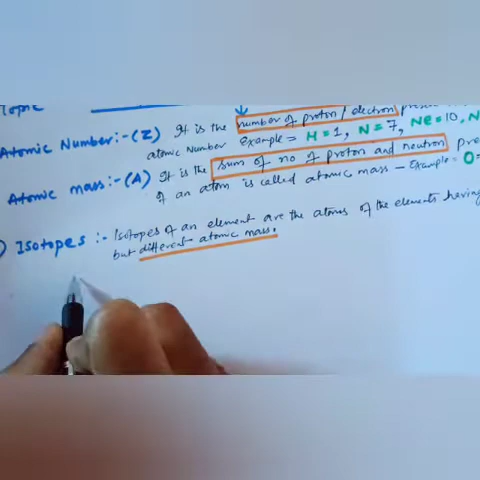 Topic
Atomic Number:-(Z) It is the number of proton/electron
atomic Number Example = H=1, N=7, Ne=10, N
Atomic mass:-(A) It is the sum of no of proton and neutron
of an atom is called atomic mass - Example = O=
Isotopes :- Isotopes of an element are the atoms of the elements having
but different atomic mass.